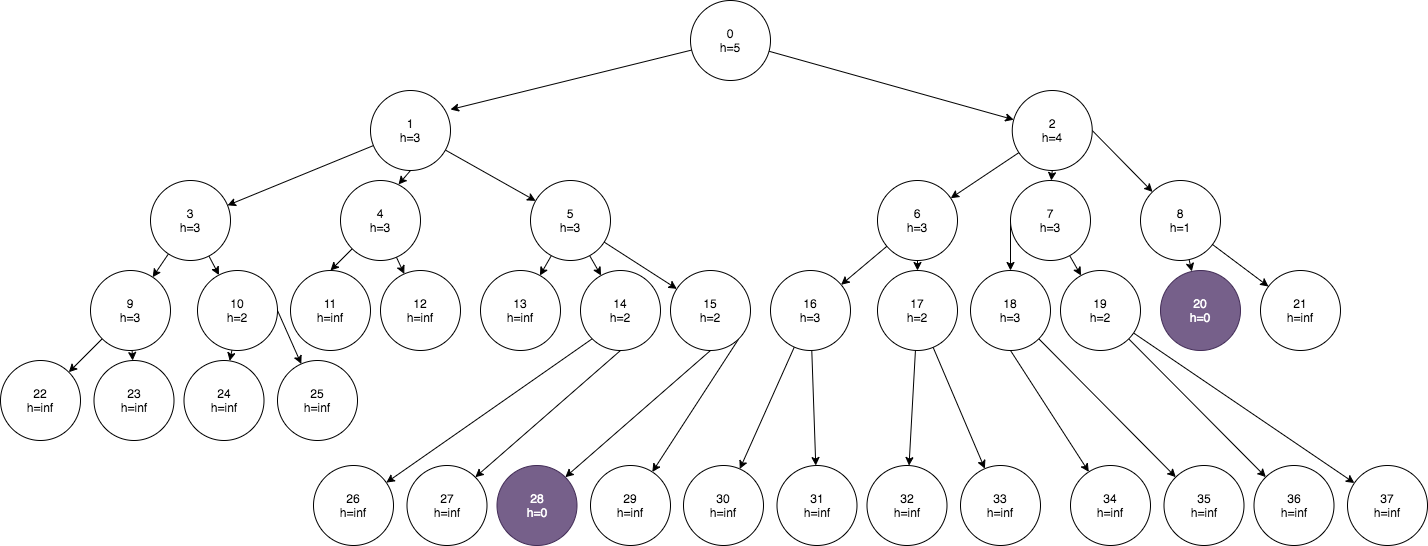 0
h=5
1
h=3
2
h=4
3
h=3
4
h=3
5
h=3
6
h=3
7
h=3
8
h=1
9
h=3
10
h=2
11
h=inf
12
h=inf
13
h=inf
14
h=2
15
h=2
16
h=3
17
h=2
18
h=3
19
h=2
20
h=0
21
h=inf
22
h=inf
23
h=inf
24
h=inf
25
h=inf
26
h=inf
27
h=inf
28
h=0
29
h=inf
30
h=inf
31
h=inf
32
h=inf
33
h=inf
34
h=inf
35
h=inf
36
h=inf
37
h=inf